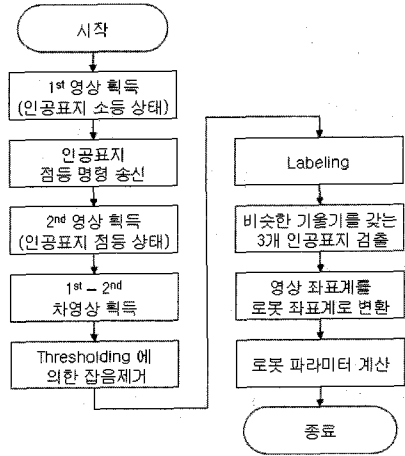 시작
1st 영상 획득
(인공표지 소등 상태)
인공표지
점등 명령 송신
2nd 영상 획득
(인공표지 점등 상태)
1st – 2nd
차영상 획득
Thresholding 에
의한 잡음제거
Labeling
비슷한 기울기를 갖는
3개 인공표지 검출
영상 좌표계를
로봇 좌표계로 변환
로봇 파라미터 계산
종료